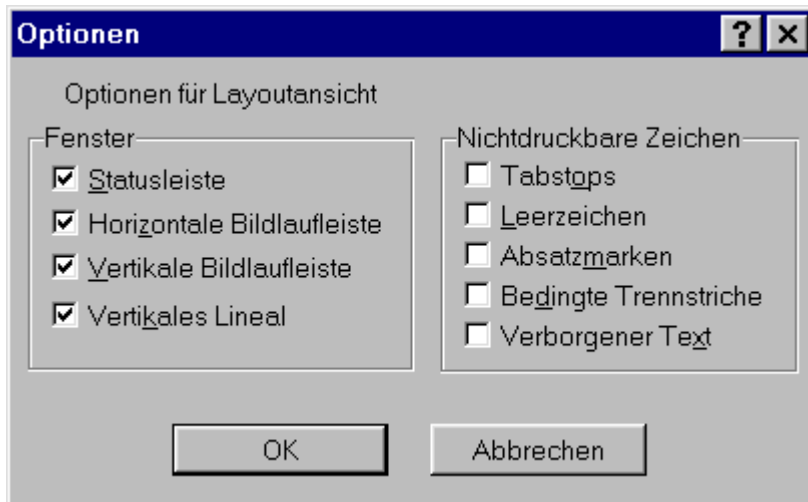 Optionen
Optionen für Layoutansicht
Fenster
Statusleiste
Horizontale Bildlaufleiste
Vertikale Bildlaufleiste
Vertikales Lineal
Nichtdruckbare Zeichen
Tabstops
Leerzeichen
Absatzmarken
Bedingte Trennstriche
Verborgener Text
OK
Abbrechen